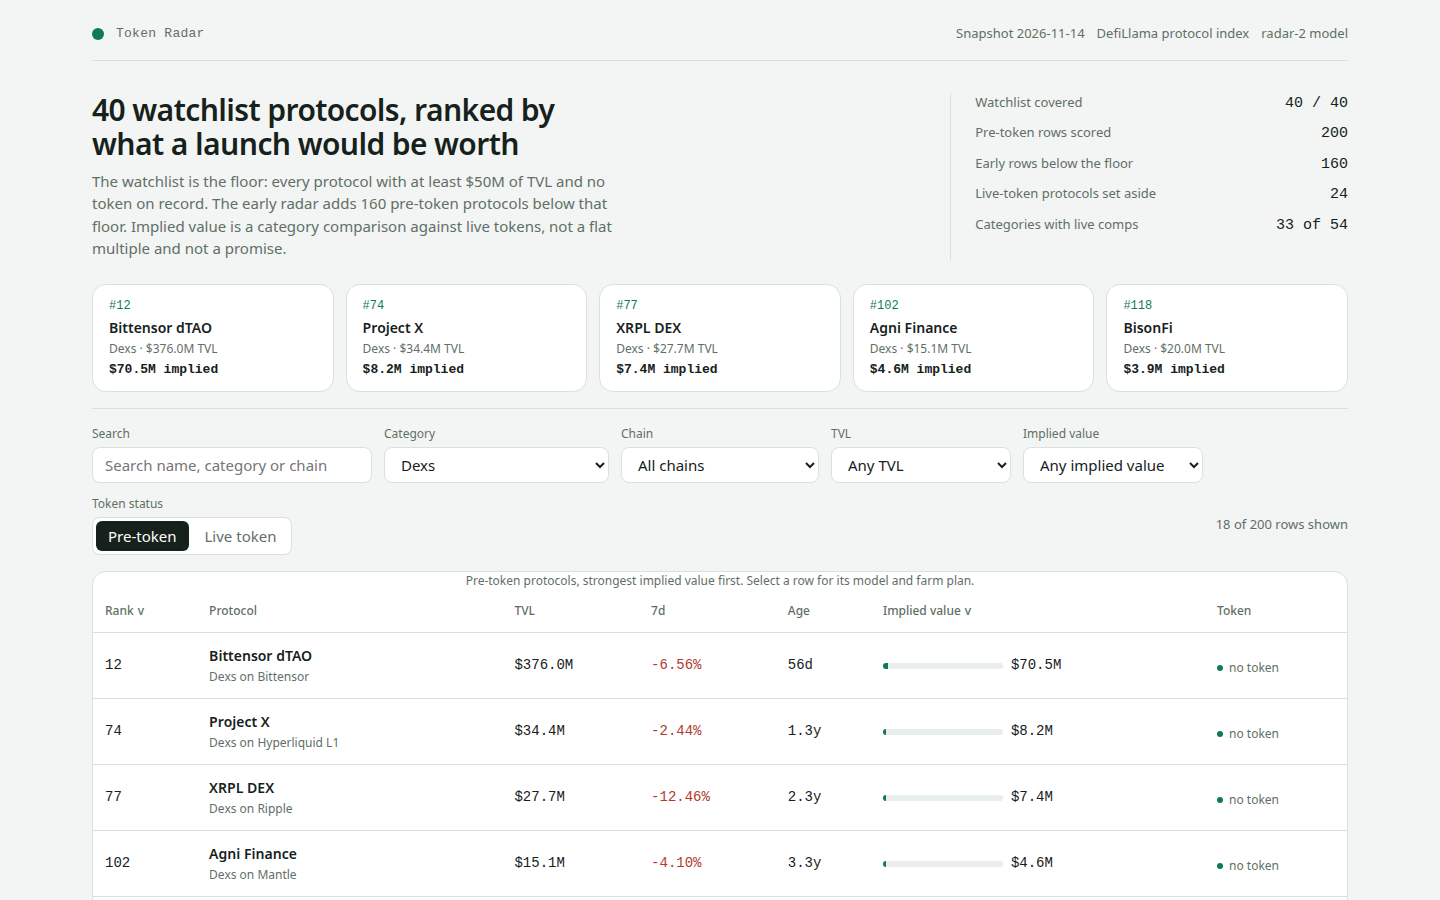 Token Radar
Snapshot 2026-11-14 DefiLlama protocol index radar-2 model
40 watchlist protocols, ranked by
what a launch would be worth
The watchlist is the floor: every protocol with at least $50M of TVL and no
token on record. The early radar adds 160 pre-token protocols below that
floor. Implied value is a category comparison against live tokens, not a flat
multiple and not a promise.
Watchlist covered 40 / 40
Pre-token rows scored 200
Early rows below the floor 160
Live-token protocols set aside 24
Categories with live comps 33 of 54
#12
Bittensor dTAO
Dexs · $376.0M TVL
$70.5M implied
#74
Project X
Dexs · $34.4M TVL
$8.2M implied
#77
XRPL DEX
Dexs · $27.7M TVL
$7.4M implied
#102
Agni Finance
Dexs · $15.1M TVL
$4.6M implied
#118
BisonFi
Dexs · $20.0M TVL
$3.9M implied
Search Category Chain TVL Implied value
Search name, category or chain Dexs All chains Any TVL Any implied value
Token status
Pre-token Live token
18 of 200 rows shown
Pre-token protocols, strongest implied value first. Select a row for its model and farm plan.
Rank v Protocol TVL 7d Age Implied value v Token
12 Bittensor dTAO $376.0M -6.56% 56d $70.5M no token
Dexs on Bittensor
74 Project X $34.4M -2.44% 1.3y $8.2M no token
Dexs on Hyperliquid L1
77 XRPL DEX $27.7M -12.46% 2.3y $7.4M no token
Dexs on Ripple
102 Agni Finance $15.1M -4.10% 3.3y $4.6M no token
Dexs on Mantle